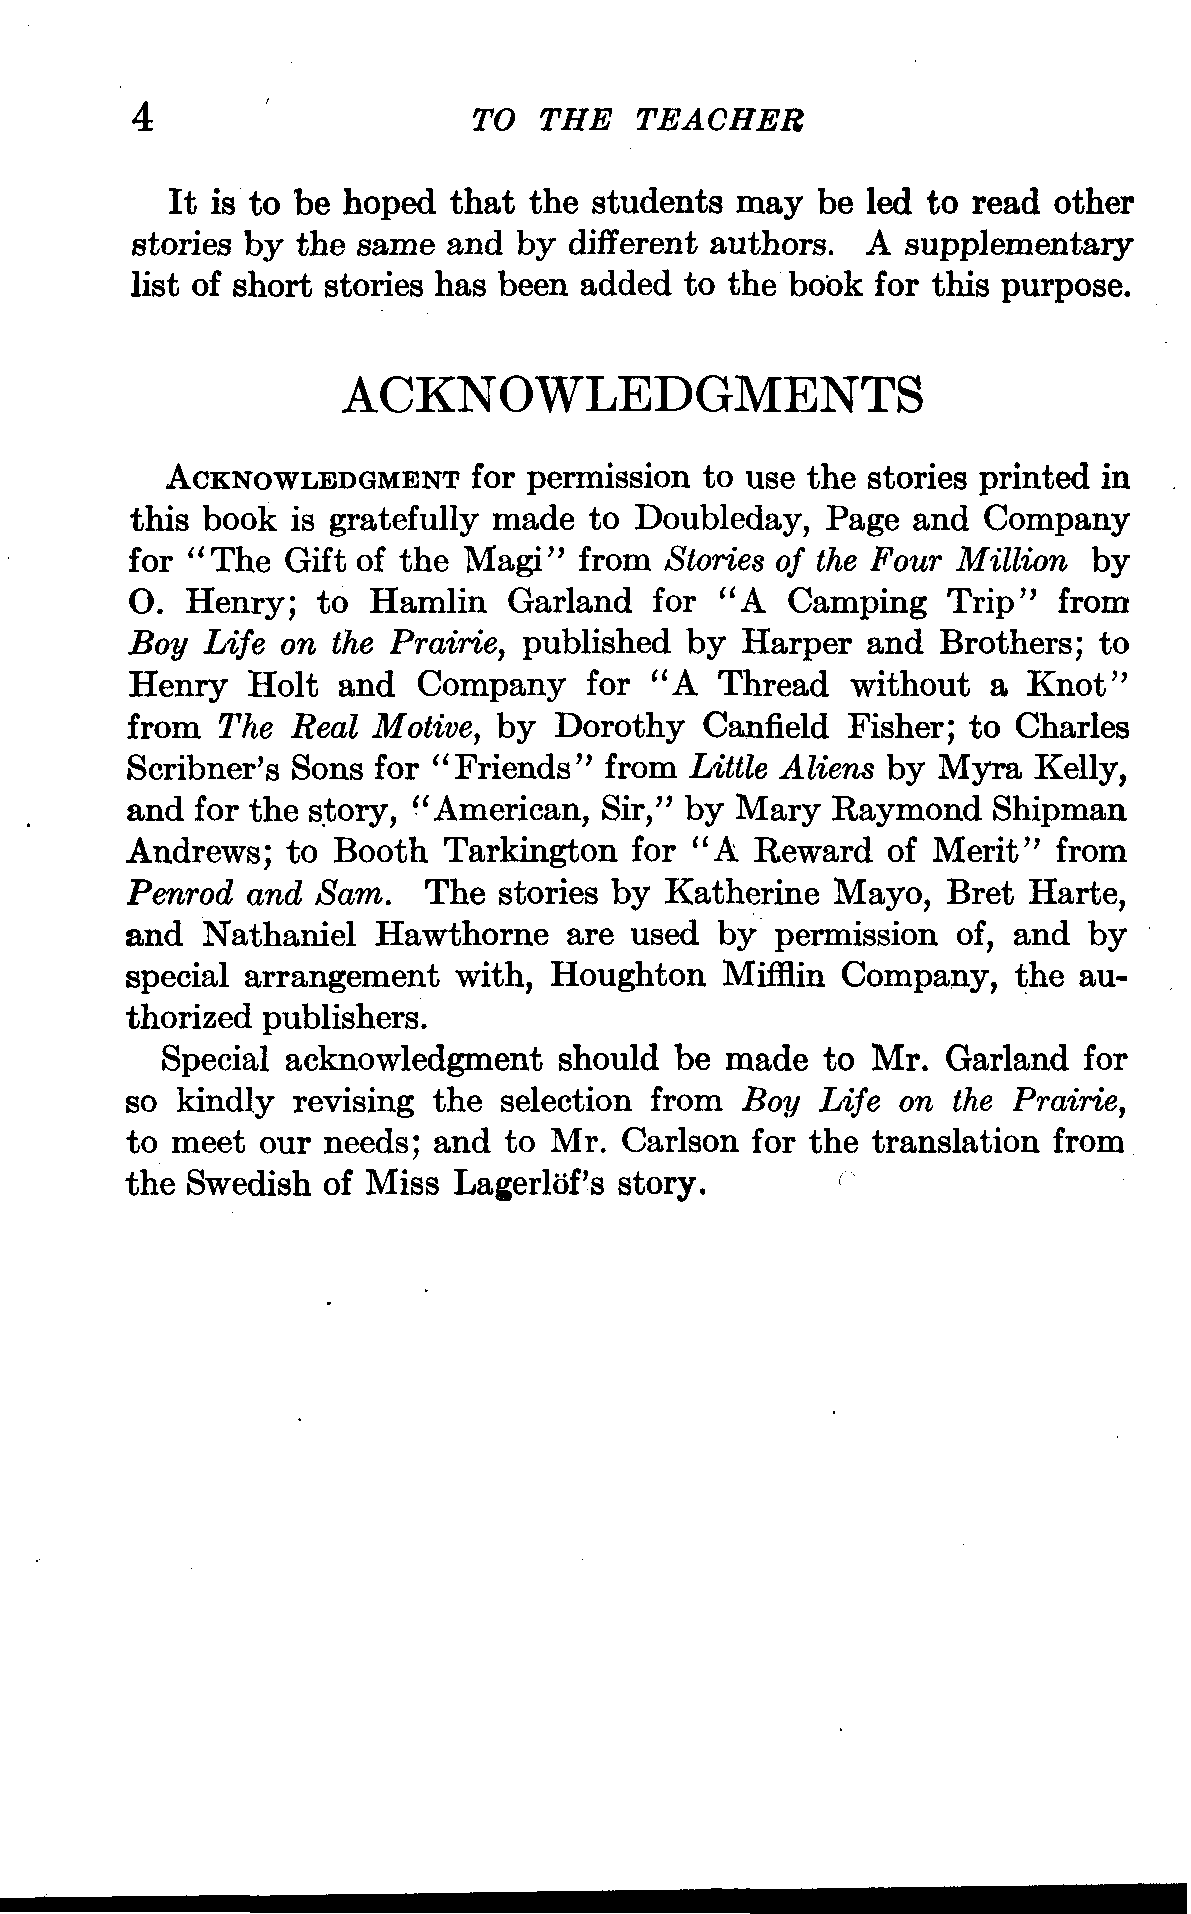 4 TO THE TEACHER
It is to be hoped that the students may be led to read other
stories by the same and by different authors. A supplementary
list of short stories has been added to the book for this purpose.
ACKNOWLEDGMENTS
ACKNOWLEDGMENT for permission to use the stories printed in
this book is gratefully made to Doubleday, Page and Company
for "The Gift of the Magi" from Stories of the Four Million by
O. Henry; to Hamlin Garland for "A Camping Trip" from
Boy Life on the Prairie, published by Harper and Brothers; to
Henry Holt and Company for "A Thread without a Knot"
from The Real Motive, by Dorothy Canfield Fisher; to Charles
Scribner's Sons for "Friends" from Little Aliens by Myra Kelly,
and for the story, "American, Sir," by Mary Raymond Shipman
Andrews; to Booth Tarkington for "A Reward of Merit" from
Penrod and Sam. The stories by Katherine Mayo, Bret Harte,
and Nathaniel Hawthorne are used by permission of, and by
special arrangement with, Houghton Mifflin Company, the au-
thorized publishers.
Special acknowledgment should be made to Mr. Garland for
so kindly revising the selection from Boy Life on the Prairie,
to meet our needs; and to Mr. Carlson for the translation from
the Swedish of Miss Lagerlöf's story.